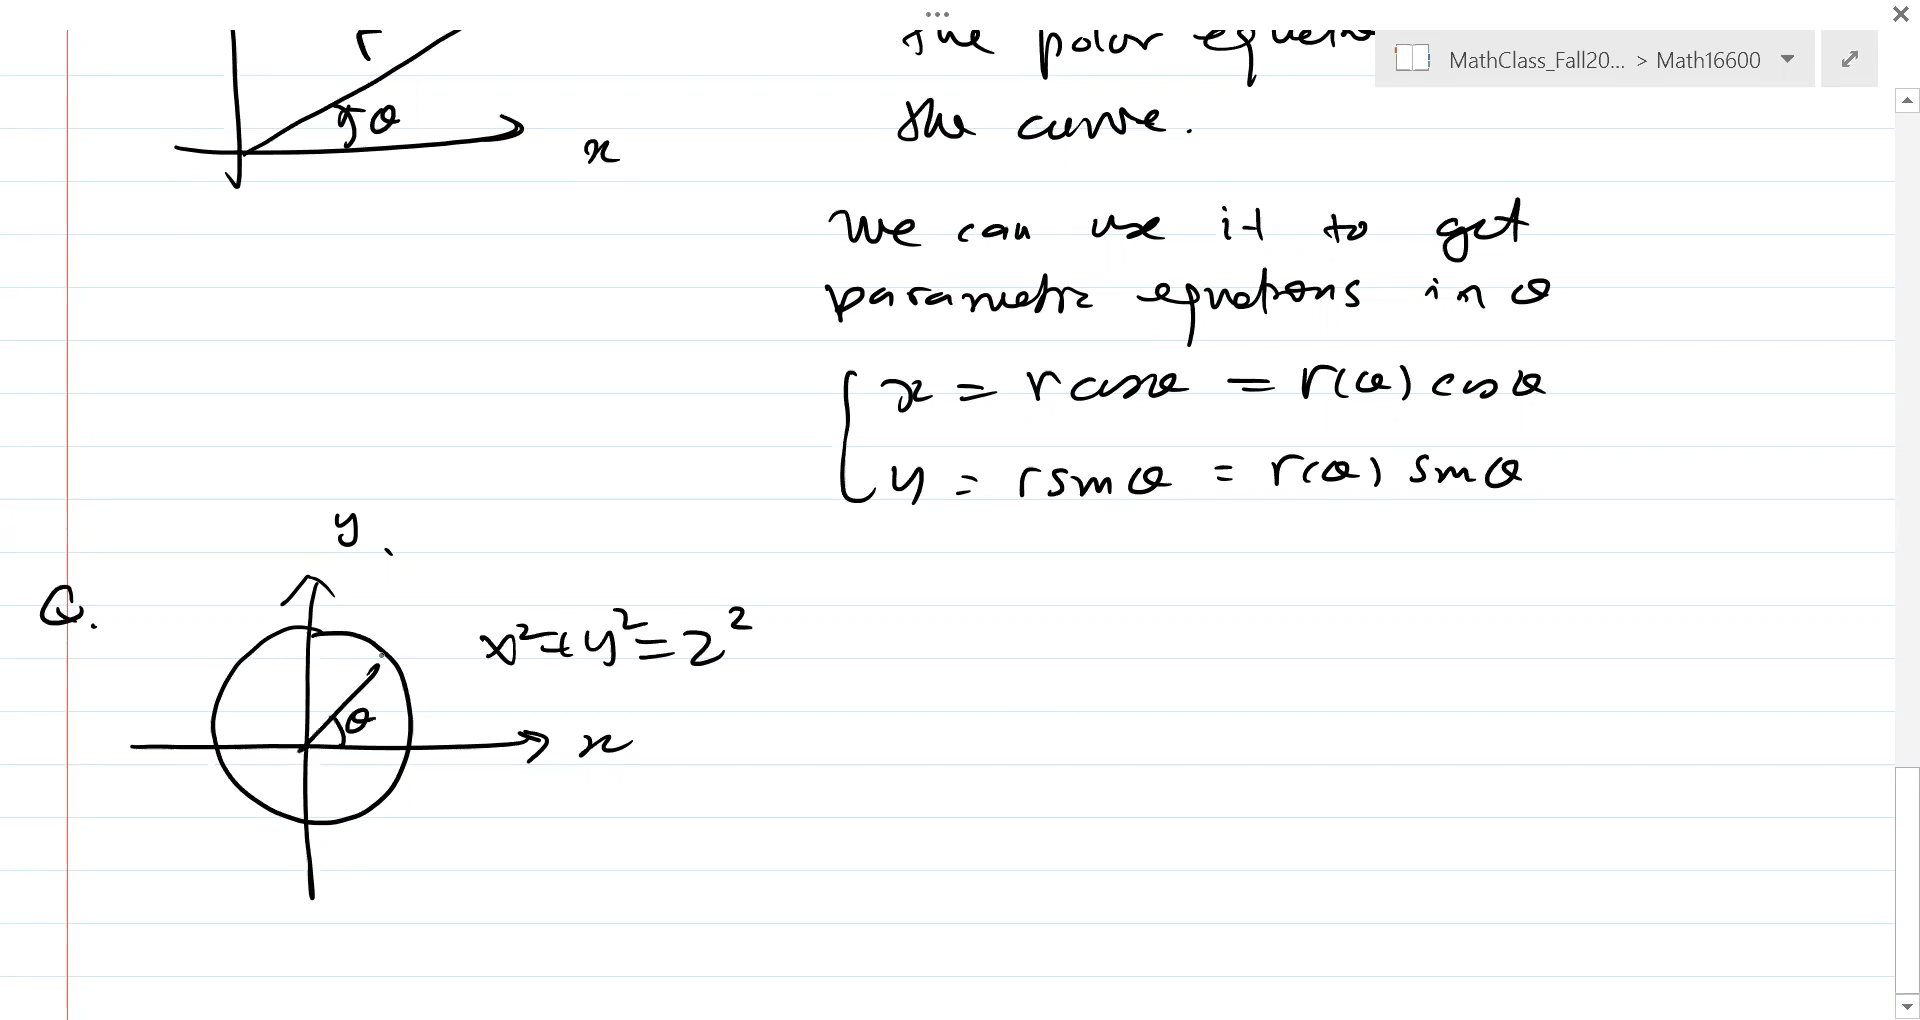 ...
MathClass_Fall20... > Math16600
r
θ
x
the polar
the curve.
We can use it to get
parametric equations in θ
x = r cosθ = r(θ) cosθ
y = r sinθ = r(θ) sinθ
y
Q.
x²+y²=2²
θ
x